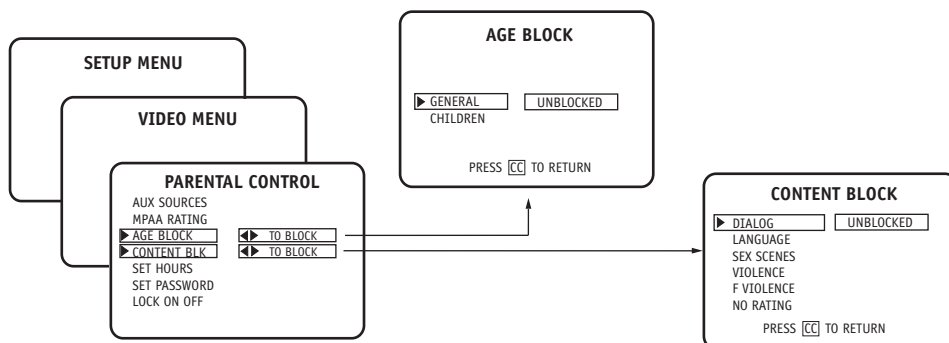 SETUP MENU
VIDEO MENU
PARENTAL CONTROL
AUX SOURCES
MPAA RATING
AGE BLOCK TO BLOCK
CONTENT BLK TO BLOCK
SET HOURS
SET PASSWORD
LOCK ON OFF
AGE BLOCK
GENERAL UNBLOCKED
CHILDREN
PRESS CC TO RETURN
CONTENT BLOCK
DIALOG UNBLOCKED
LANGUAGE
SEX SCENES
VIOLENCE
F VIOLENCE
NO RATING
PRESS CC TO RETURN